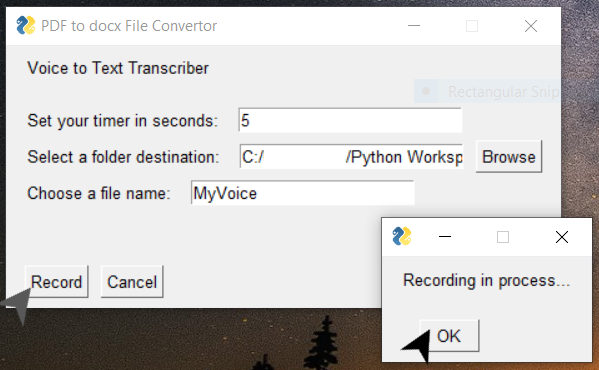 PDF to docx File Convertor
Voice to Text Transcriber
Rectangular Snip
Set your timer in seconds: 5
Select a folder destination: C:/ /Python Worksp Browse
Choose a file name: MyVoice
Record Cancel
Recording in process...
OK